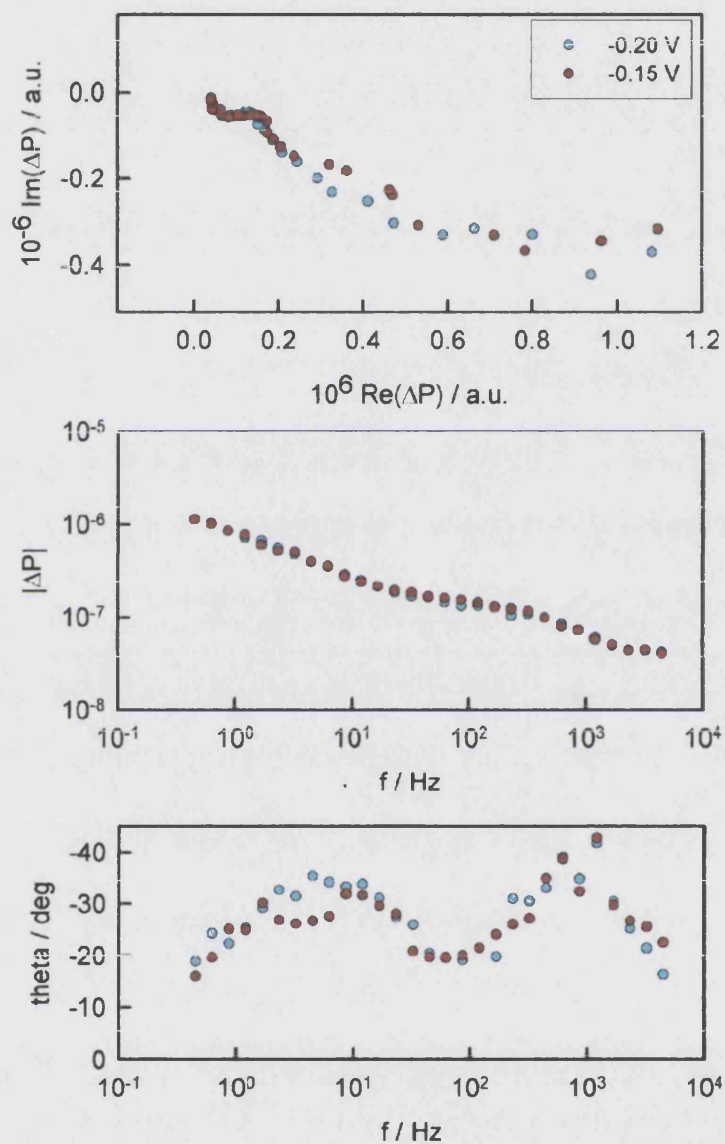 -0.20 V
-0.15 V
0.0
-0.2
-0.4
10⁻⁶ Im(ΔP) / a.u.
0.0 0.2 0.4 0.6 0.8 1.0 1.2
10⁶ Re(ΔP) / a.u.
10⁻⁵
10⁻⁶
10⁻⁷
10⁻⁸
|ΔP|
10⁻¹ 10⁰ 10¹ 10² 10³ 10⁴
f / Hz
-40
-30
-20
-10
0
theta / deg
10⁻¹ 10⁰ 10¹ 10² 10³ 10⁴
f / Hz